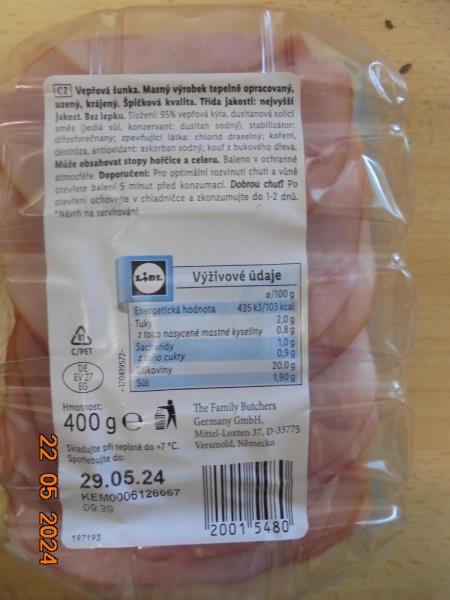 CZ Vepřová šunka. Masný výrobek tepelně opracovaný,
uzený, krájený. Špičková kvalita. Třída jakosti: nejvyšší
jakost. Bez lepku. Složení: 95% vepřová kýta, dusitanová solicí
směs (jedlá sůl, konzervant: dusitan sodný), stabilizátor:
difosforečnany; zpevňující látka: chlorid draselný; koření,
dextróza, antioxidant: askorban sodný; kouř z bukového dřeva.
Může obsahovat stopy hořčice a celeru. Baleno v ochranné
atmosféře. Doporučení: Pro optimální rozvinutí chuti a vůně
otevřete balení 5 minut před konzumací. Dobrou chuť! Po
otevření uchovejte v chladničce a zkonzumujte do 1-2 dnů.
*Návrh na servírování
LIDL
Výživové údaje
ø/100 g
Energetická hodnota 435 kJ/103 kcal
Tuky 2,0 g
z toho nasycené mastné kyseliny 0,8 g
Sacharidy 1,0 g
z toho cukry 0,9 g
Bílkoviny 20,0 g
Sůl 1,90 g
C/PET
~170419572~
DE
EV 27
EG
Hmotnost:
400 g e
The Family Butchers
Germany GmbH,
Mittel-Loxten 37, D-33775
Versmold, Německo
Skladujte při teplotě do +7 °C.
Spotřebujte do:
29.05.24
KEM0006126667
09:39
197193
2001 5480
22 05 2024